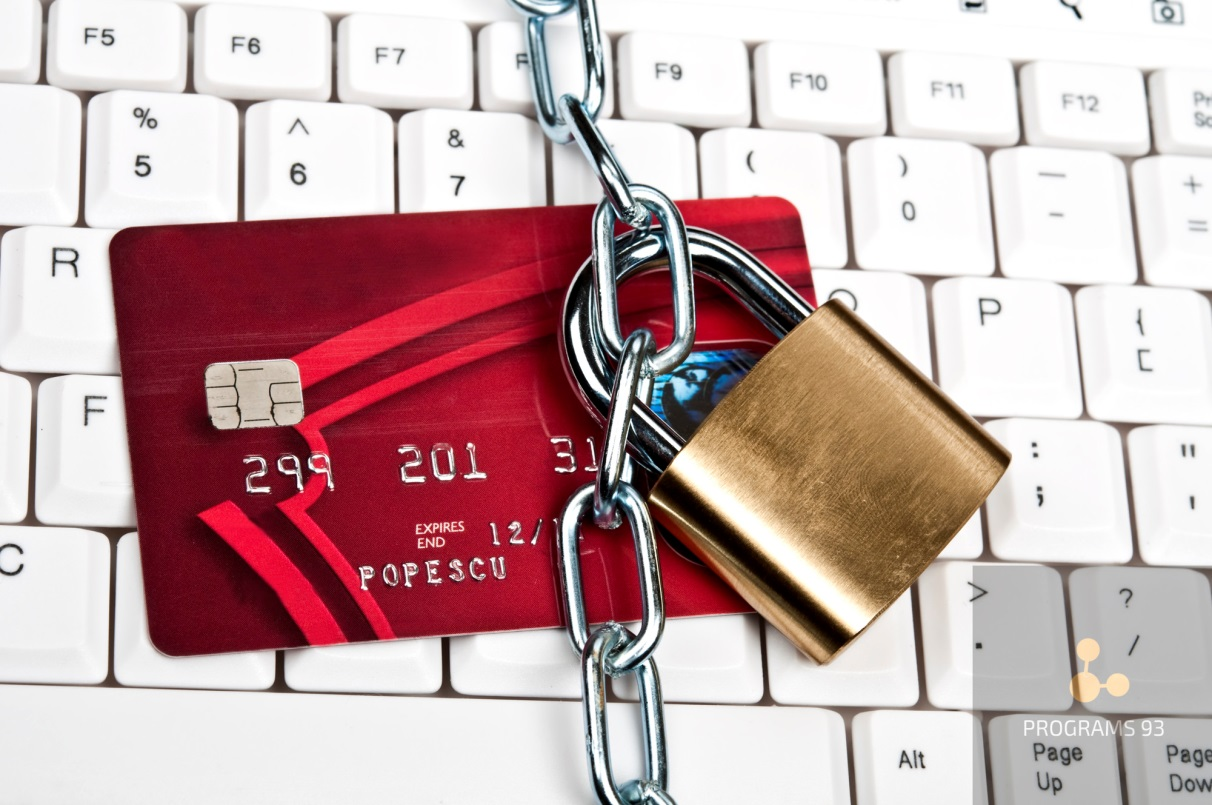 F5 F6 F7 F F9 F10 F11 F12
% ^ & ( ) — +
5 6 7 0 - =
R P {
[
F ; "
: '
299 201 31
EXPIRES
END
12/
POPESCU
C > ?
. /
PROGRAMS 93
Alt Page
Up
Page